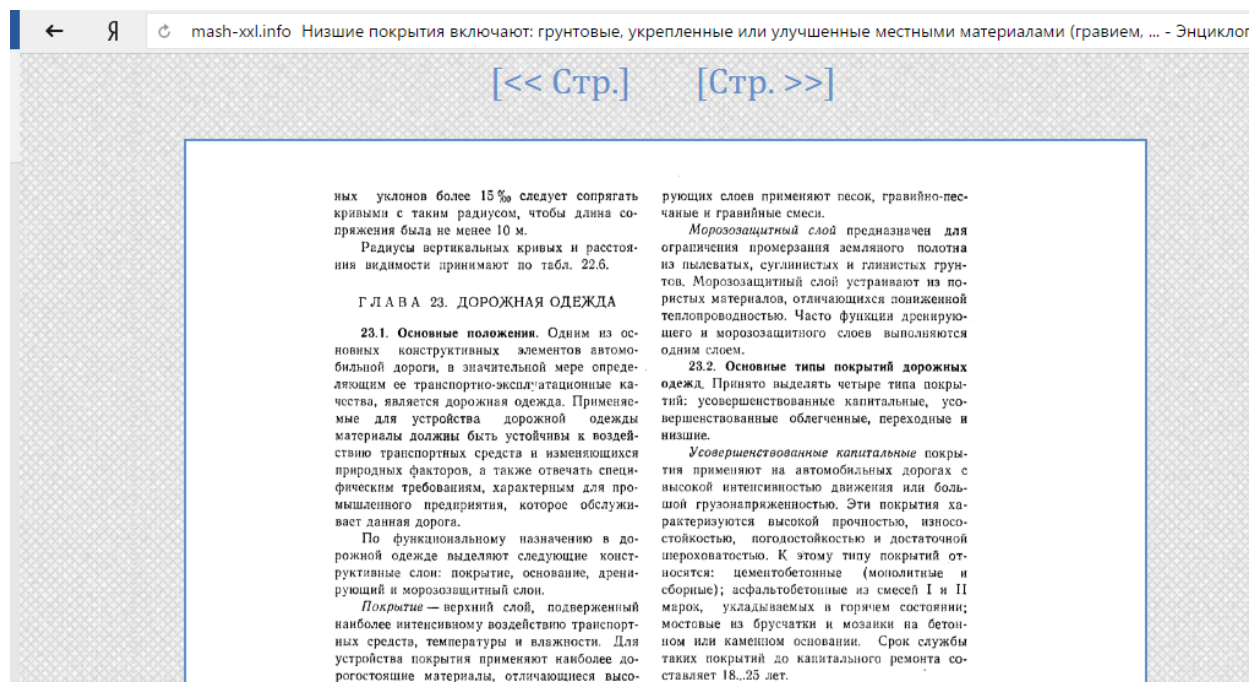 Я mash-xxl.info Низшие покрытия включают: грунтовые, укрепленные или улучшенные местными материалами (гравием, ... - Энциклоп
[<< Стр.] [Стр. >>]
ных уклонов более 15 ‰ следует сопрягать
кривыми с таким радиусом, чтобы длина со-
пряжения была не менее 10 м.
Радиусы вертикальных кривых и расстоя-
ния видимости принимают по табл. 22.6.
ГЛАВА 23. ДОРОЖНАЯ ОДЕЖДА
23.1. Основные положения. Одним из ос-
новных конструктивных элементов автомо-
бильной дороги, в значительной мере опреде-
ляющим ее транспортно-эксплуатационные ка-
чества, является дорожная одежда. Применяе-
мые для устройства дорожной одежды
материалы должны быть устойчивы к воздей-
ствию транспортных средств и изменяющихся
природных факторов, а также отвечать специ-
фическим требованиям, характерным для про-
мышленного предприятия, которое обслужи-
вает данная дорога.
По функциональному назначению в до-
рожной одежде выделяют следующие конст-
руктивные слои: покрытие, основание, дрени-
рующий и морозозащитный слои.
Покрытие — верхний слой, подверженный
наиболее интенсивному воздействию транспорт-
ных средств, температуры и влажности. Для
устройства покрытия применяют наиболее до-
рогостоящие материалы, отличающиеся высо-
рующих слоев применяют песок, гравийно-пес-
чаные и гравийные смеси.
Морозозащитный слой предназначен для
ограничения промерзания земляного полотна
из пылеватых, суглинистых и глинистых грун-
тов. Морозозащитный слой устраивают из по-
ристых материалов, отличающихся пониженной
теплопроводностью. Часто функции дренирую-
щего и морозозащитного слоев выполняются
одним слоем.
23.2. Основные типы покрытий дорожных
одежд. Принято выделять четыре типа покры-
тий: усовершенствованные капитальные, усо-
вершенствованные облегченные, переходные и
низшие.
Усовершенствованные капитальные покры-
тия применяют на автомобильных дорогах с
высокой интенсивностью движения или боль-
шой грузонапряженностью. Эти покрытия ха-
рактеризуются высокой прочностью, износо-
стойкостью, погодостойкостью и достаточной
шероховатостью. К этому типу покрытий от-
носятся: цементобетонные (монолитные и
сборные); асфальтобетонные из смесей I и II
марок, укладываемых в горячем состоянии;
мостовые из брусчатки и мозаики на бетон-
ном или каменном основании. Срок службы
таких покрытий до капитального ремонта со-
ставляет 18...25 лет.